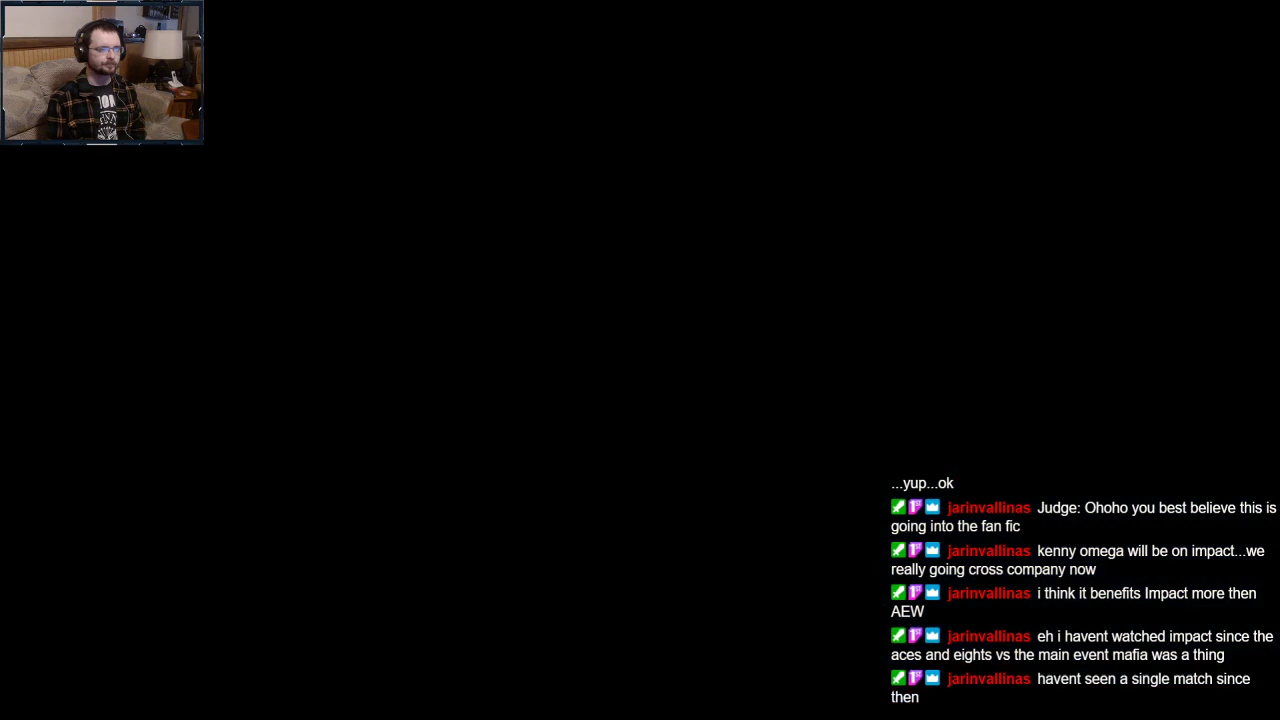 ...yup...ok
jarinvallinas Judge: Ohoho you best believe this is
going into the fan fic
jarinvallinas kenny omega will be on impact...we
really going cross company now
jarinvallinas i think it benefits Impact more then
AEW
jarinvallinas eh i havent watched impact since the
aces and eights vs the main event mafia was a thing
jarinvallinas havent seen a single match since
then